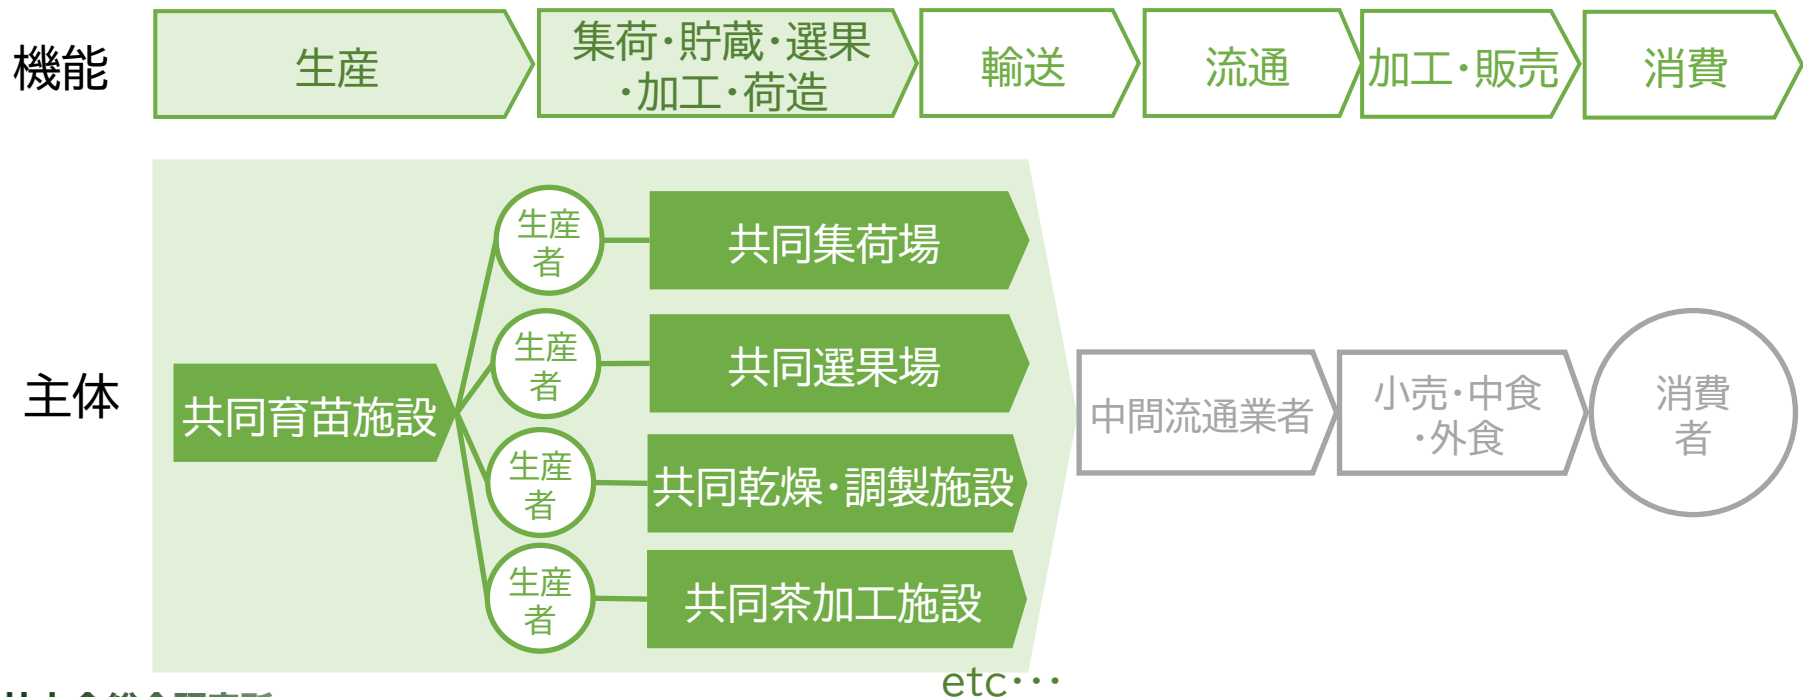 機能
生産
集荷･貯蔵･選果
･加工･荷造
輸送
流通
加工･販売
消費
主体
共同育苗施設
生産
者
共同集荷場
生産
者
共同選果場
生産
者
共同乾燥･調製施設
生産
者
共同茶加工施設
etc･･･
中間流通業者
小売･中食
･外食
消費
者